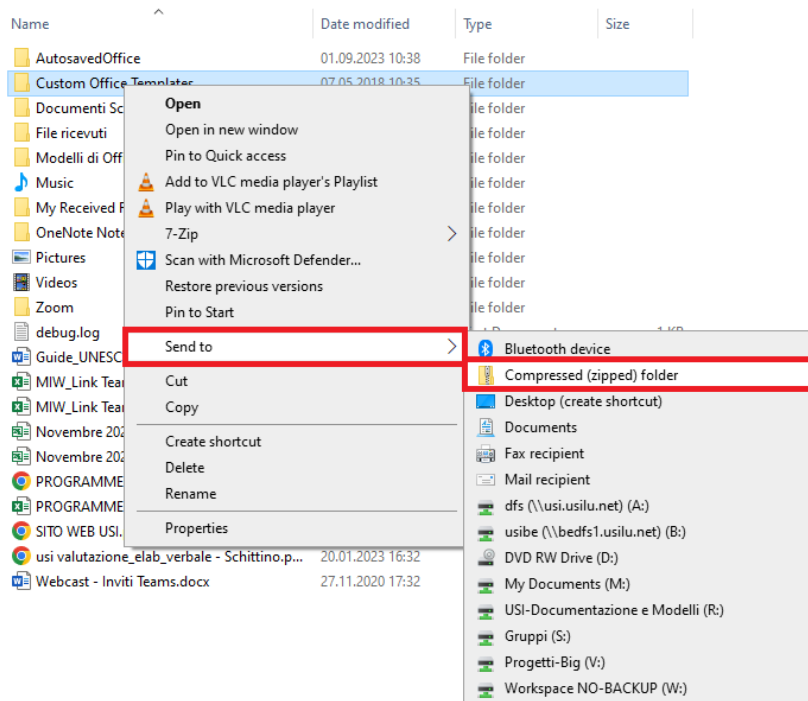 Name Date modified Type Size
AutosavedOffice 01.09.2023 10:38 File folder
Custom Office Templates 07.05.2018 10:35 File folder
Documenti Sc
File ricevuti
Modelli di Off
Music
My Received F
OneNote Note
Pictures
Videos
Zoom
debug.log
Guide_UNESC
MIW_Link Tea
MIW_Link Tea
Novembre 202
Novembre 202
PROGRAMME
PROGRAMME
SITO WEB USI.
usi valutazione_elab_verbale - Schittino.p... 20.01.2023 16:32
Webcast - Inviti Teams.docx 27.11.2020 17:32
Open
Open in new window
Pin to Quick access
Add to VLC media player's Playlist
Play with VLC media player
7-Zip
Scan with Microsoft Defender...
Restore previous versions
Pin to Start
Send to
Cut
Copy
Create shortcut
Delete
Rename
Properties
ile folder
ile folder
ile folder
ile folder
ile folder
ile folder
ile folder
ile folder
ile folder
Bluetooth device
Compressed (zipped) folder
Desktop (create shortcut)
Documents
Fax recipient
Mail recipient
dfs (\\usi.usilu.net) (A:)
usibe (\\bedfs1.usilu.net) (B:)
DVD RW Drive (D:)
My Documents (M:)
USI-Documentazione e Modelli (R:)
Gruppi (S:)
Progetti-Big (V:)
Workspace NO-BACKUP (W:)